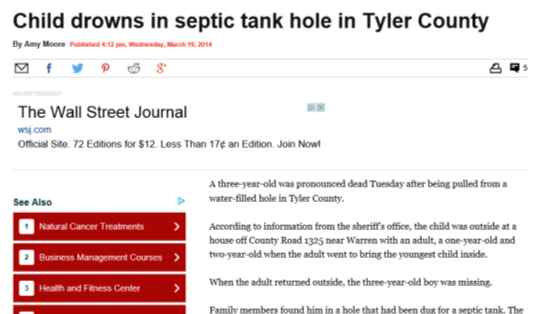 Child drowns in septic tank hole in Tyler County
By Amy Moore Published 4:12 pm, Wednesday, March 19, 2014
5
ADVERTISEMENT
The Wall Street Journal
wsj.com
Official Site. 72 Editions for $12. Less Than 17¢ an Edition. Join Now!
See Also
1 Natural Cancer Treatments
2 Business Management Courses
3 Health and Fitness Center
A three-year-old was pronounced dead Tuesday after being pulled from a
water-filled hole in Tyler County.
According to information from the sheriff's office, the child was outside at a
house off County Road 1325 near Warren with an adult, a one-year-old and
two-year-old when the adult went to bring the youngest child inside.
When the adult returned outside, the three-year-old boy was missing.
Family members found him in a hole that had been dug for a septic tank. The